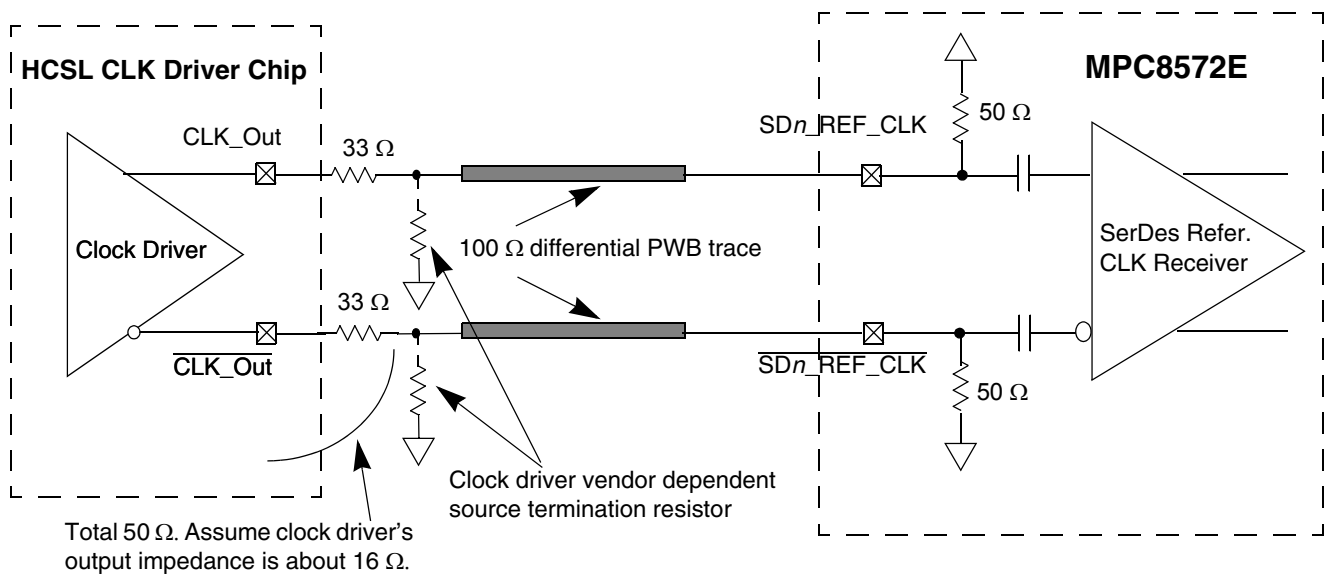 HCSL CLK Driver Chip
MPC8572E
CLK_Out
33 Ω
SDn_REF_CLK
50 Ω
Clock Driver
100 Ω differential PWB trace
SerDes Refer.
CLK Receiver
33 Ω
CLK_Out
SDn_REF_CLK
50 Ω
Clock driver vendor dependent
source termination resistor
Total 50 Ω. Assume clock driver's
output impedance is about 16 Ω.